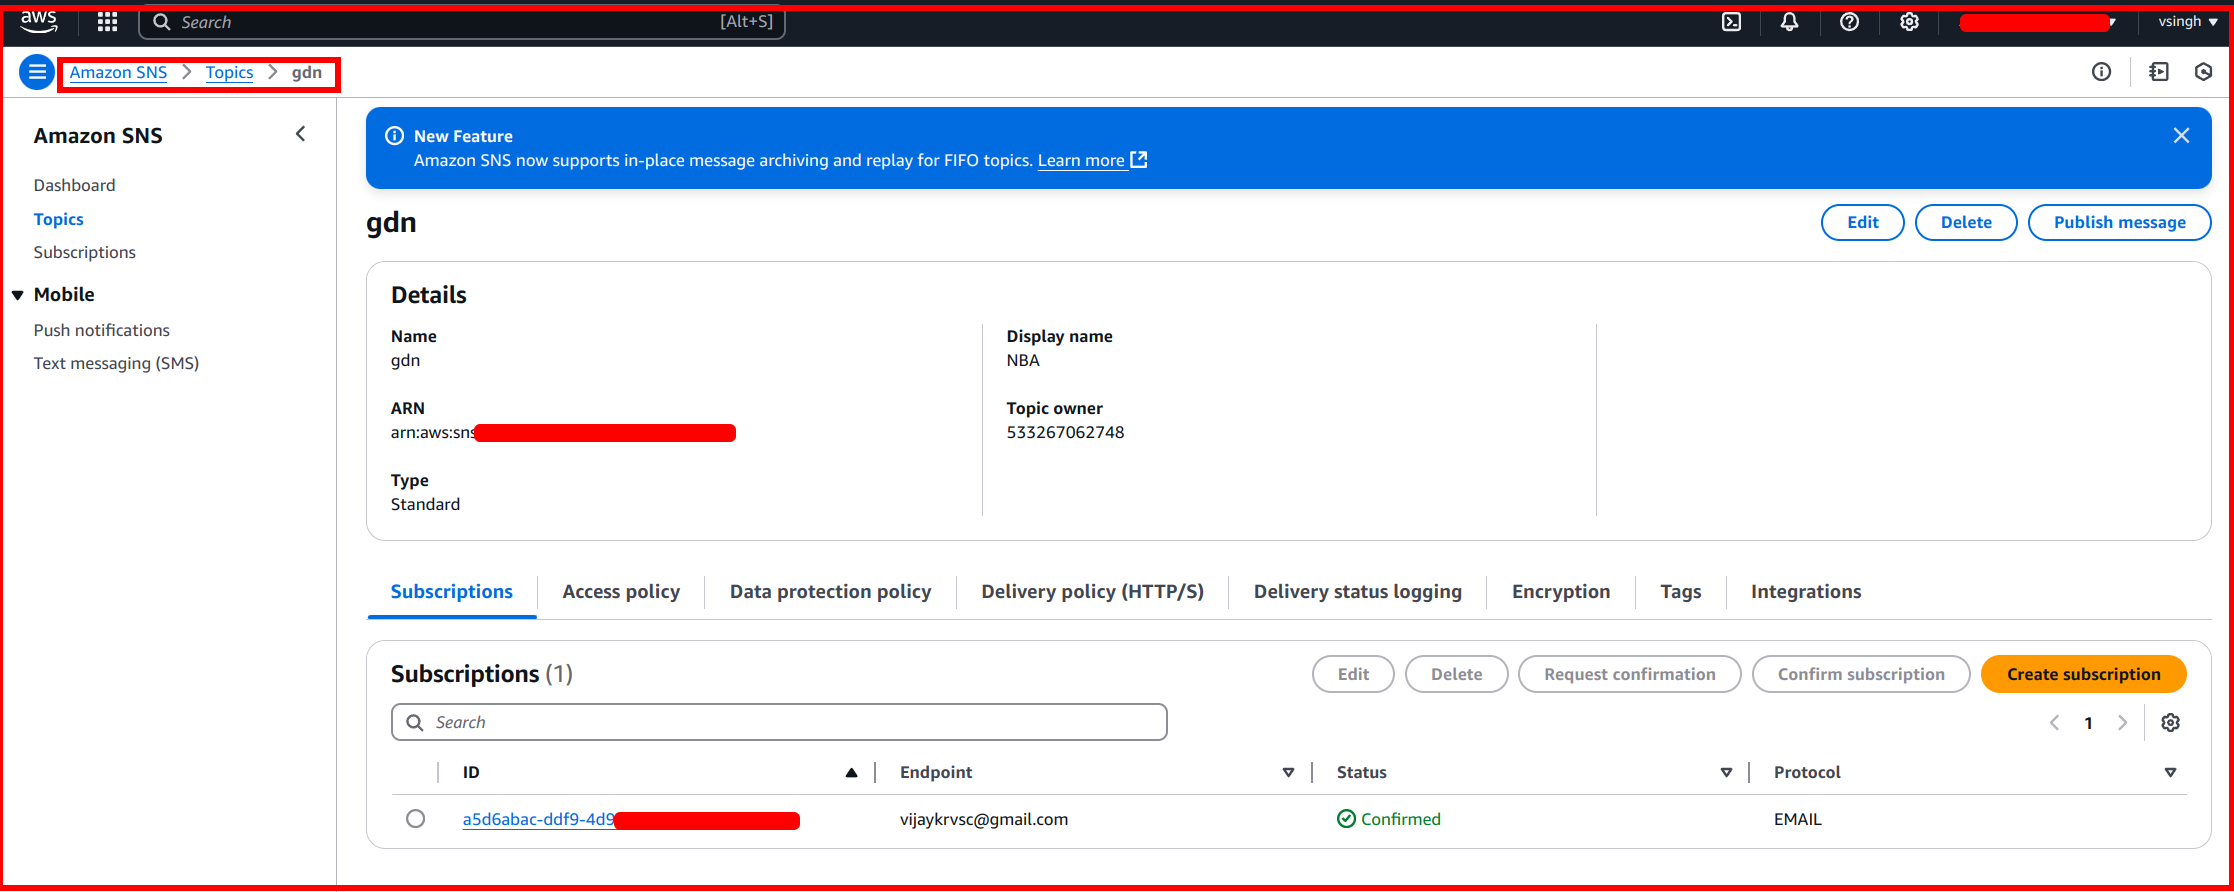 aws
Search [Alt+S]
vsingh
Amazon SNS > Topics > gdn
Amazon SNS
Dashboard
Topics
Subscriptions
Mobile
Push notifications
Text messaging (SMS)
New Feature
Amazon SNS now supports in-place message archiving and replay for FIFO topics. Learn more
gdn
Edit Delete Publish message
Details
Name
gdn
ARN
arn:aws:sns
Type
Standard
Display name
NBA
Topic owner
533267062748
Subscriptions Access policy Data protection policy Delivery policy (HTTP/S) Delivery status logging Encryption Tags Integrations
Subscriptions (1)
Edit Delete Request confirmation Confirm subscription Create subscription
Search
1
ID Endpoint Status Protocol
a5d6abac-ddf9-4d9 vijaykrvsc@gmail.com Confirmed EMAIL